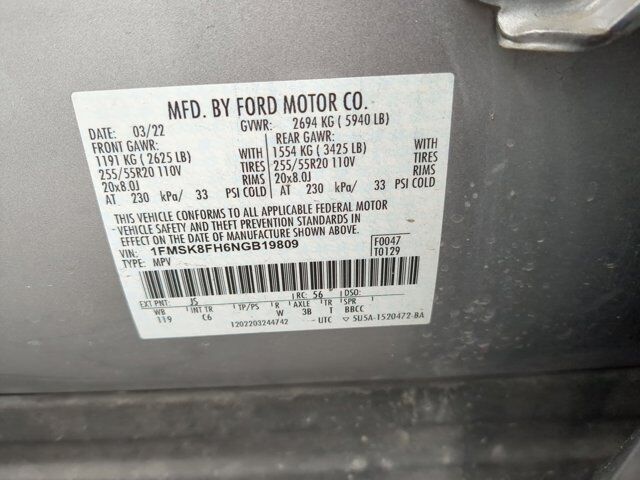 MFD. BY FORD MOTOR CO.
DATE: 03/22 GVWR: 2694 KG ( 5940 LB)
FRONT GAWR: REAR GAWR:
1191 KG ( 2625 LB) WITH 1554 KG ( 3425 LB) WITH
255/55R20 110V TIRES 255/55R20 110V TIRES
20x8.0J RIMS 20x8.0J RIMS
AT 230 kPa/ 33 PSI COLD AT 230 kPa/ 33 PSI COLD
THIS VEHICLE CONFORMS TO ALL APPLICABLE FEDERAL MOTOR
VEHICLE SAFETY AND THEFT PREVENTION STANDARDS IN
EFFECT ON THE DATE OF MANUFACTURE SHOWN ABOVE.
VIN: 1FMSK8FH6NGB19809 F0047
TYPE: MPV T0129
EXT PNT: JS RC: 56 DSO:
WB INT TR TP/PS R AXLE TR SPR
119 C6 W 3B T BBCC
1202203244742 UTC ▽ 5U5A-1520472-BA